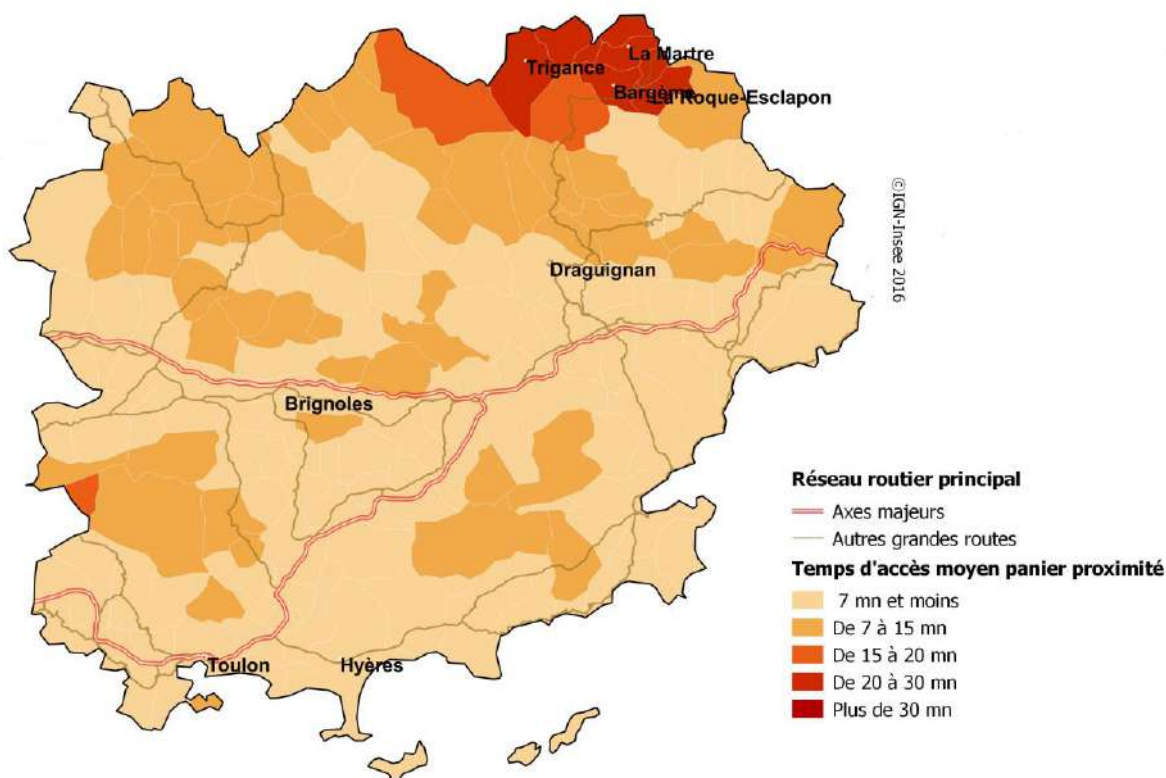 La Martre
Trigance
Bargème
La Roque-Esclapon
©IGN-Insee 2016
Draguignan
Brignoles
Réseau routier principal
Axes majeurs
Autres grandes routes
Temps d'accès moyen panier proximité
7 mn et moins
De 7 à 15 mn
De 15 à 20 mn
De 20 à 30 mn
Plus de 30 mn
Toulon
Hyères